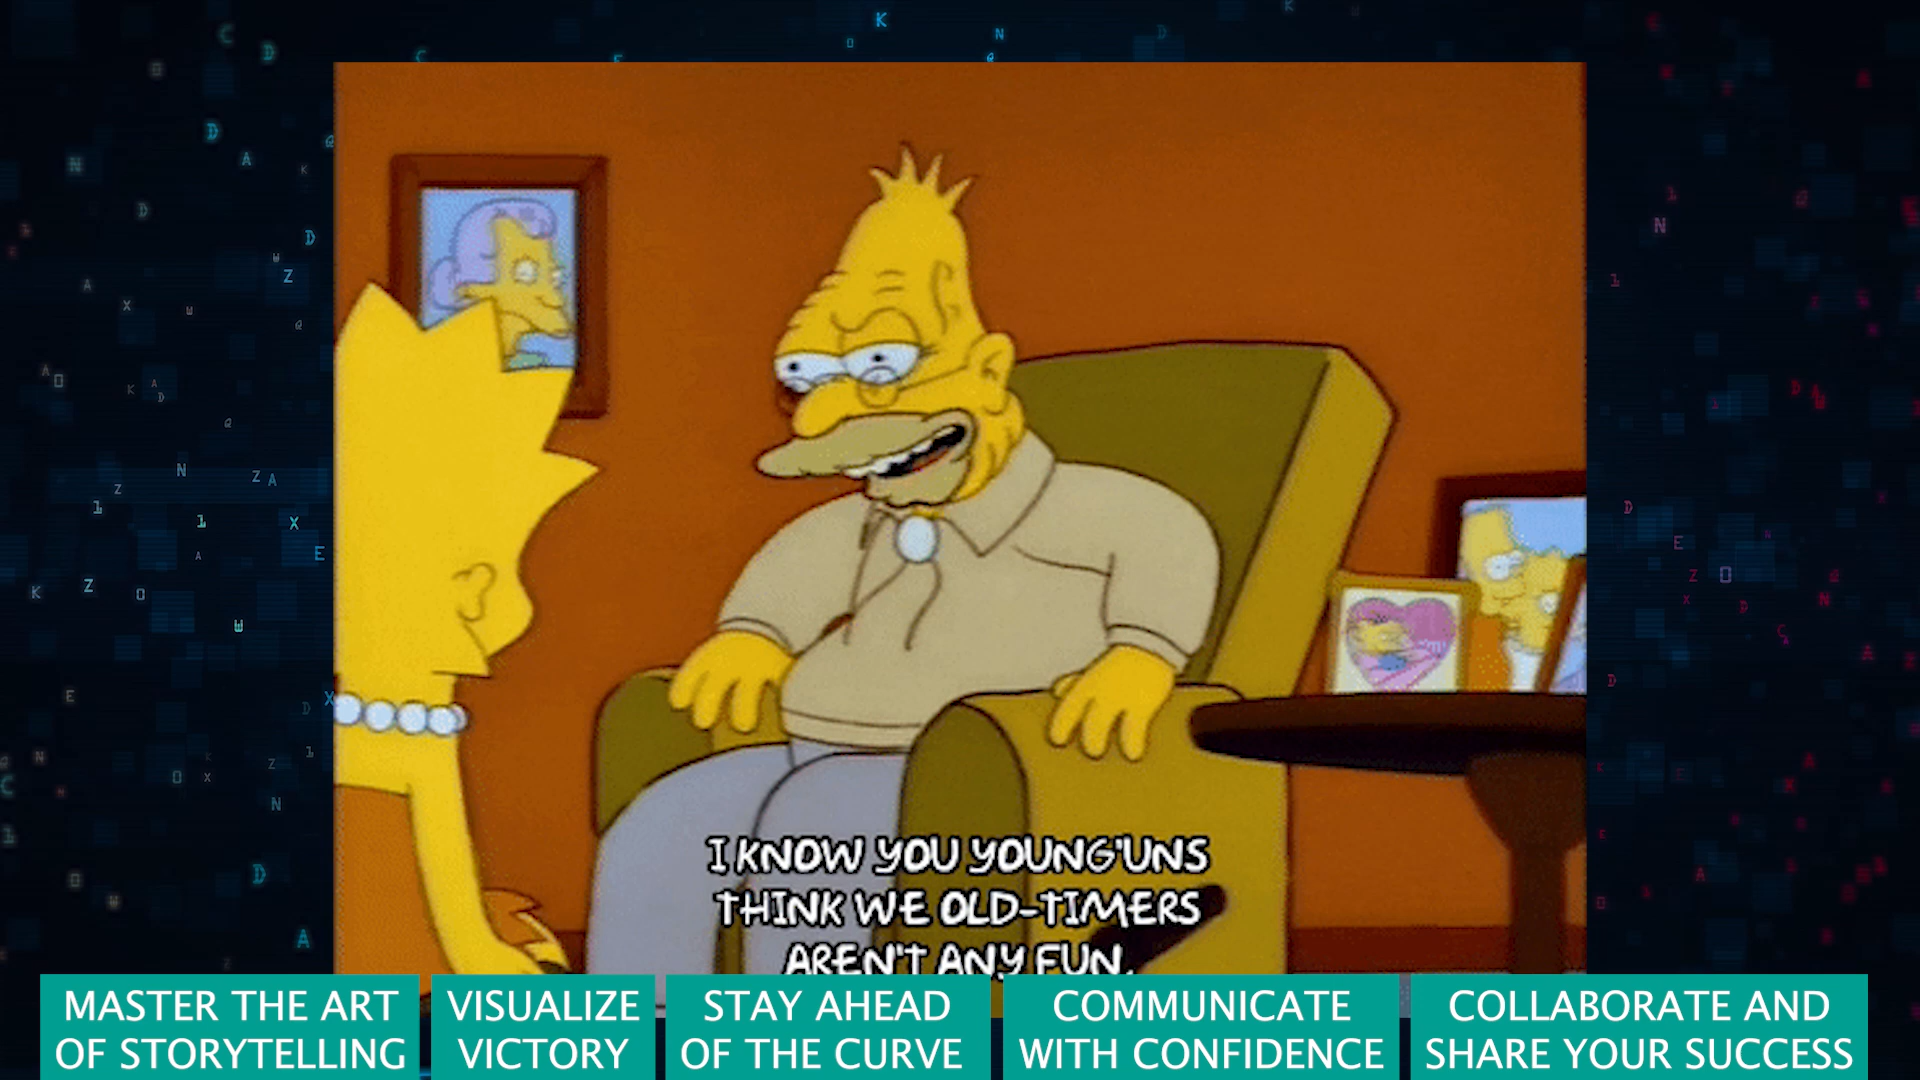 I KNOW YOU YOUNG'UNS
THINK WE OLD-TIMERS
AREN'T ANY FUN.
MASTER THE ART
OF STORYTELLING
VISUALIZE
VICTORY
STAY AHEAD
OF THE CURVE
COMMUNICATE
WITH CONFIDENCE
COLLABORATE AND
SHARE YOUR SUCCESS